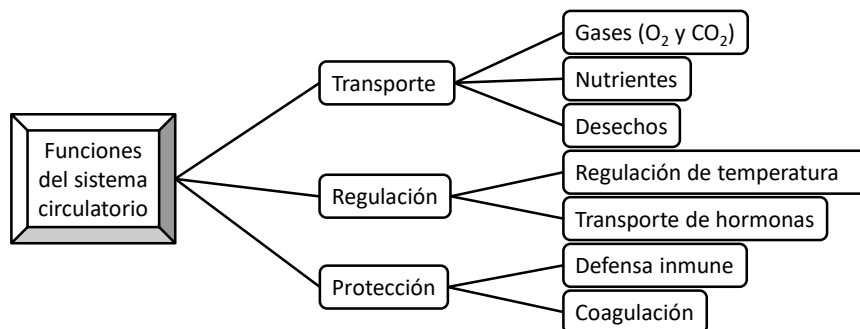 Funciones
del sistema
circulatorio
Transporte
Gases (O₂ y CO₂)
Nutrientes
Desechos
Regulación
Regulación de temperatura
Transporte de hormonas
Protección
Defensa inmune
Coagulación